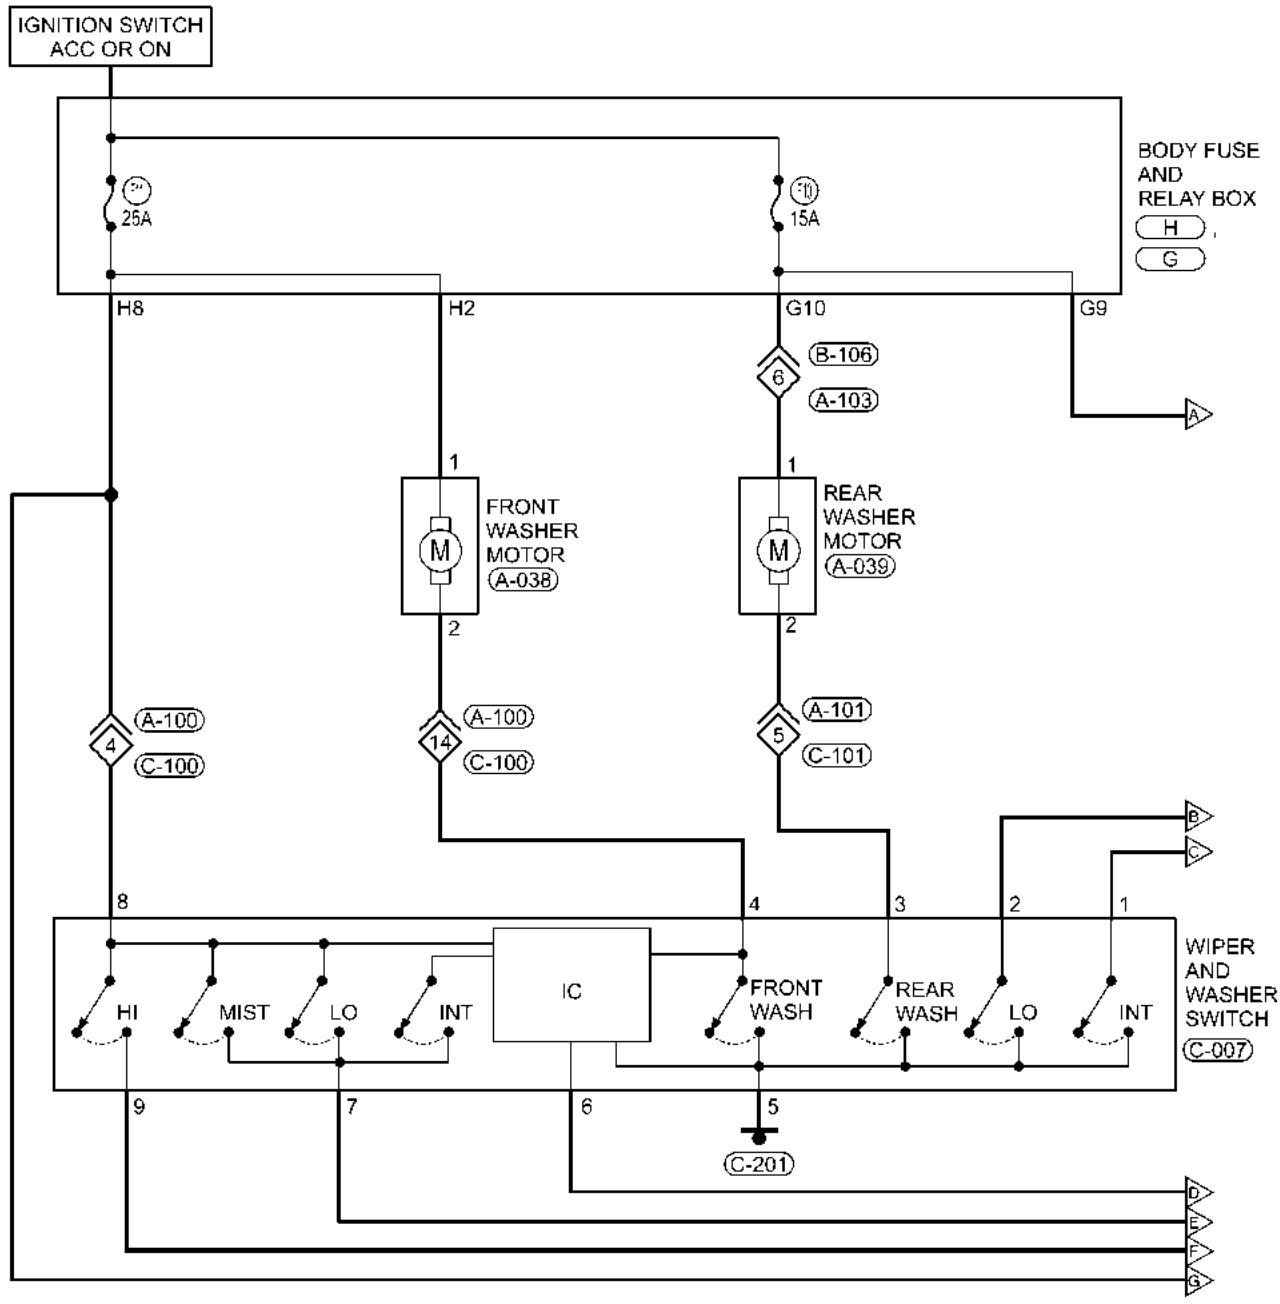 IGNITION SWITCH
ACC OR ON
BODY FUSE
AND
RELAY BOX
H ,
G
25A
15A
H8
H2
G10
G9
B-106
6
A-103
A
1
1
FRONT
WASHER
MOTOR
A-038
M
REAR
WASHER
MOTOR
A-039
M
2
2
A-100
4
C-100
A-100
14
C-100
A-101
5
C-101
B
C
8
4
3
2
1
WIPER
AND
WASHER
SWITCH
C-007
IC
HI
MIST
LO
INT
FRONT
WASH
REAR
WASH
LO
INT
9
7
6
5
C-201
D
E
F
G